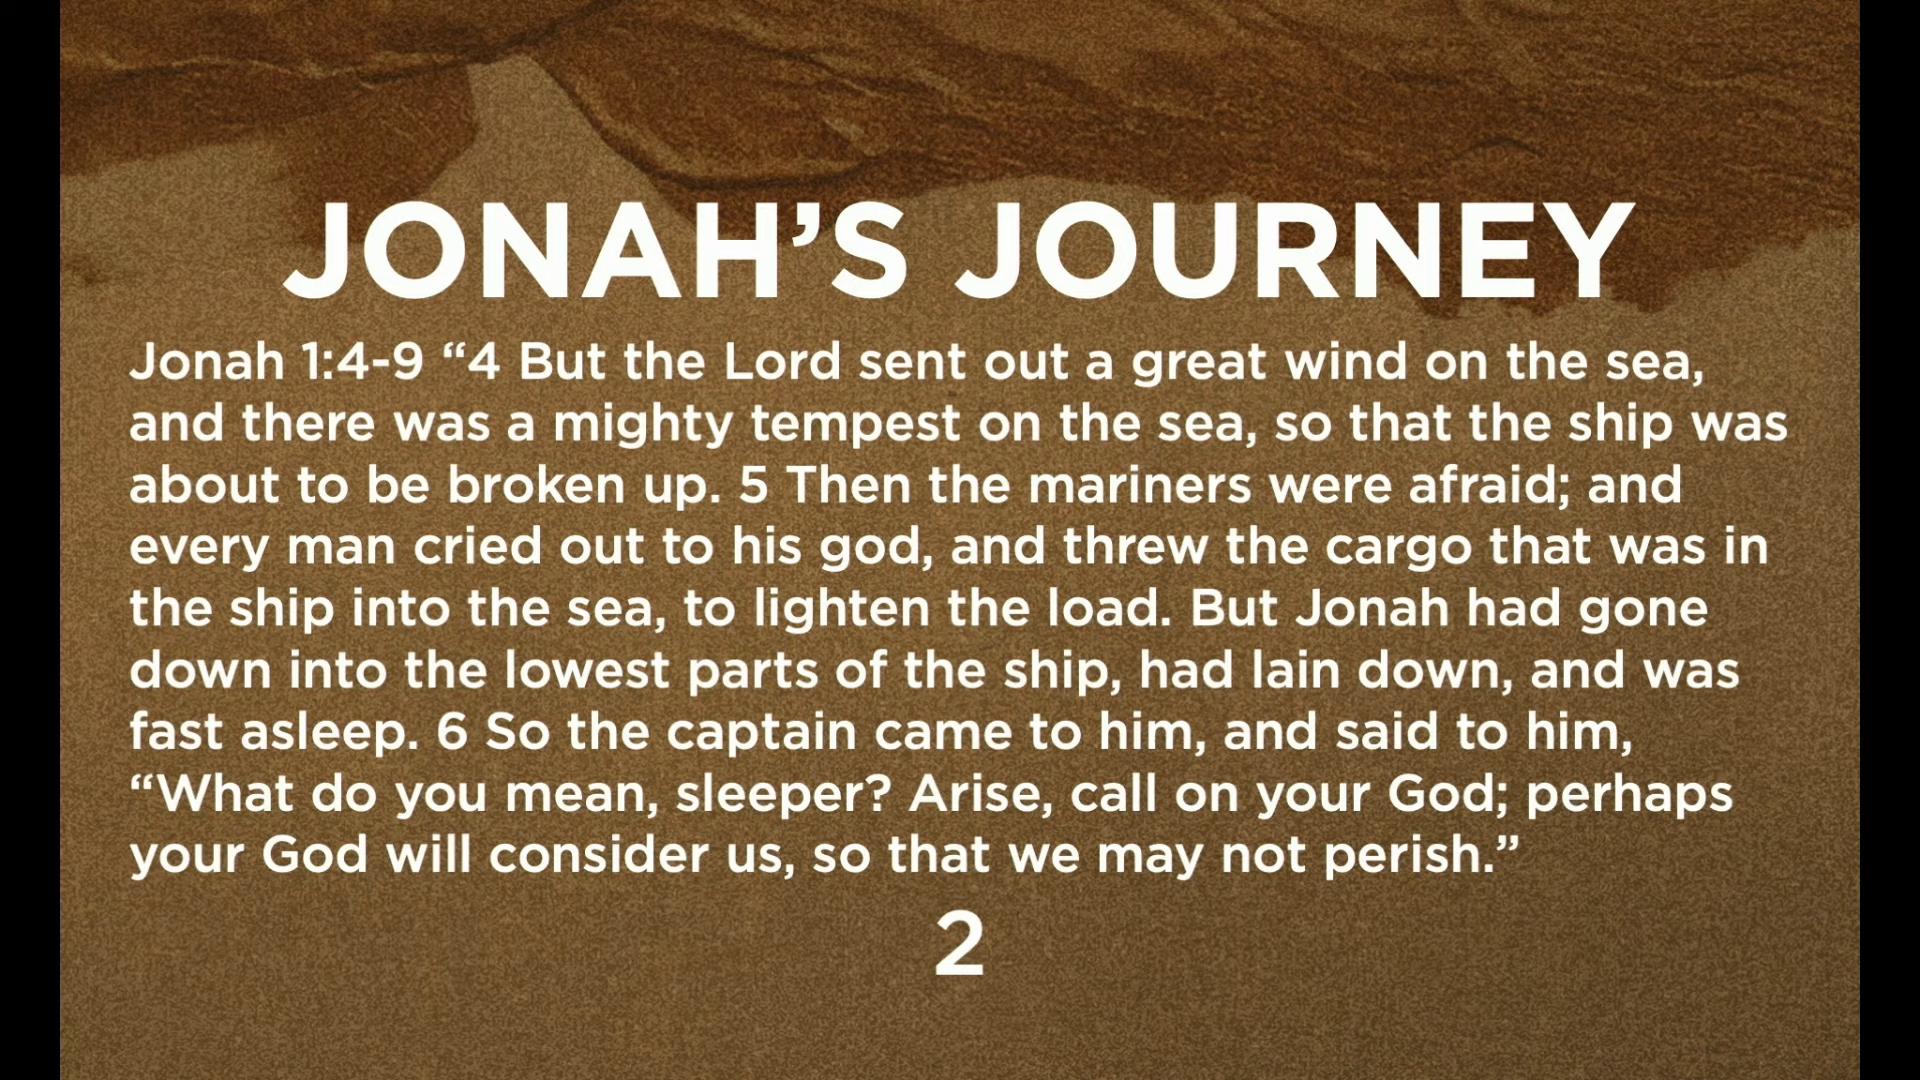 JONAH’S JOURNEY
Jonah 1:4-9 “4 But the Lord sent out a great wind on the sea,
and there was a mighty tempest on the sea, so that the ship was
about to be broken up. 5 Then the mariners were afraid; and
every man cried out to his god, and threw the cargo that was in
the ship into the sea, to lighten the load. But Jonah had gone
down into the lowest parts of the ship, had lain down, and was
fast asleep. 6 So the captain came to him, and said to him,
“What do you mean, sleeper? Arise, call on your God; perhaps
your God will consider us, so that we may not perish.”
2